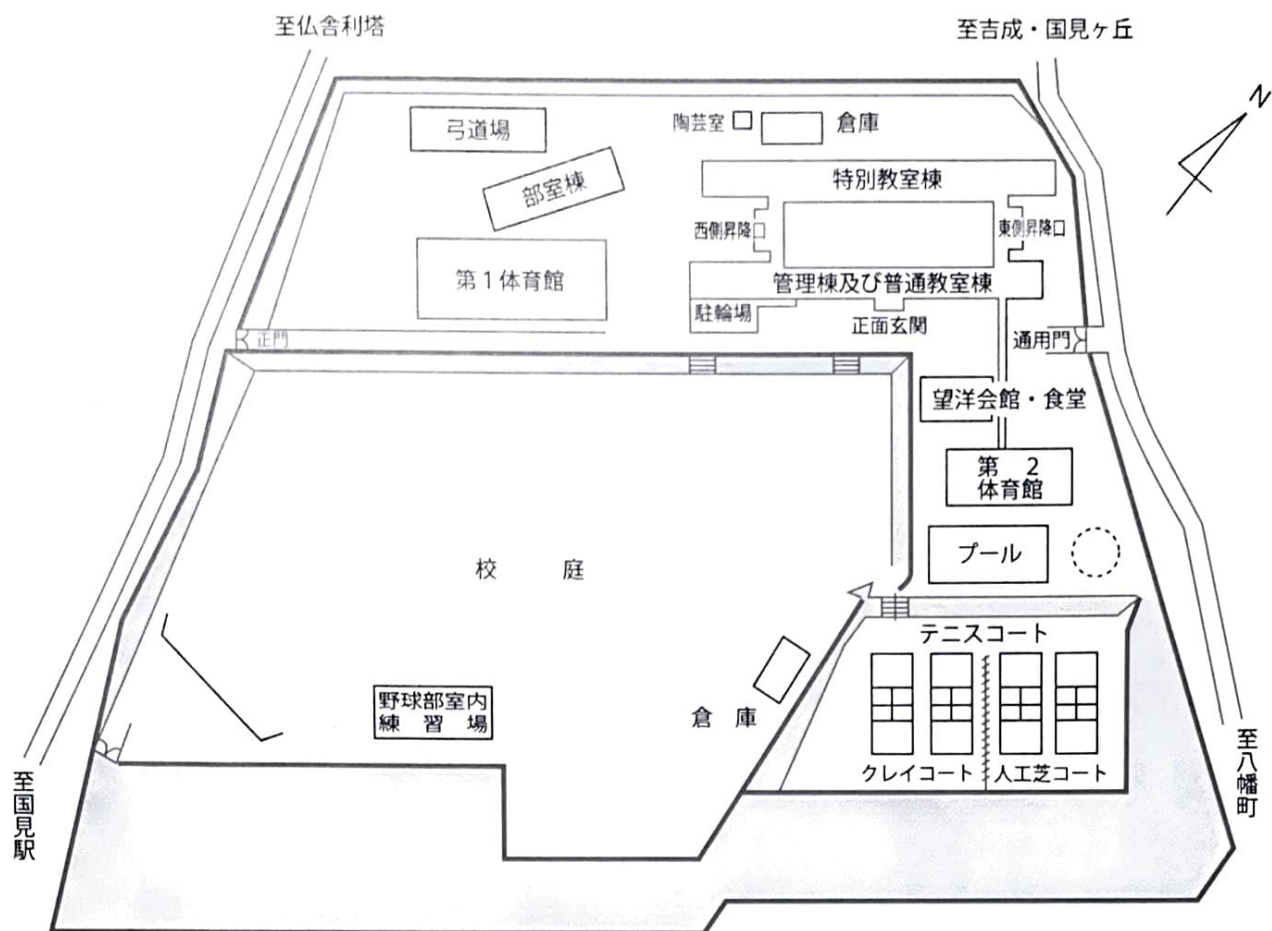 至仏舎利塔
至吉成・国見ヶ丘
N
弓道場
陶芸室
倉庫
部室棟
特別教室棟
西側昇降口
東側昇降口
第1体育館
管理棟及び普通教室棟
駐輪場
正面玄関
正門
通用門
望洋会館・食堂
第 2
体育館
プール
校 庭
テニスコート
野球部室内
練 習 場
倉 庫
クレイコート
人工芝コート
至国見駅
至八幡町